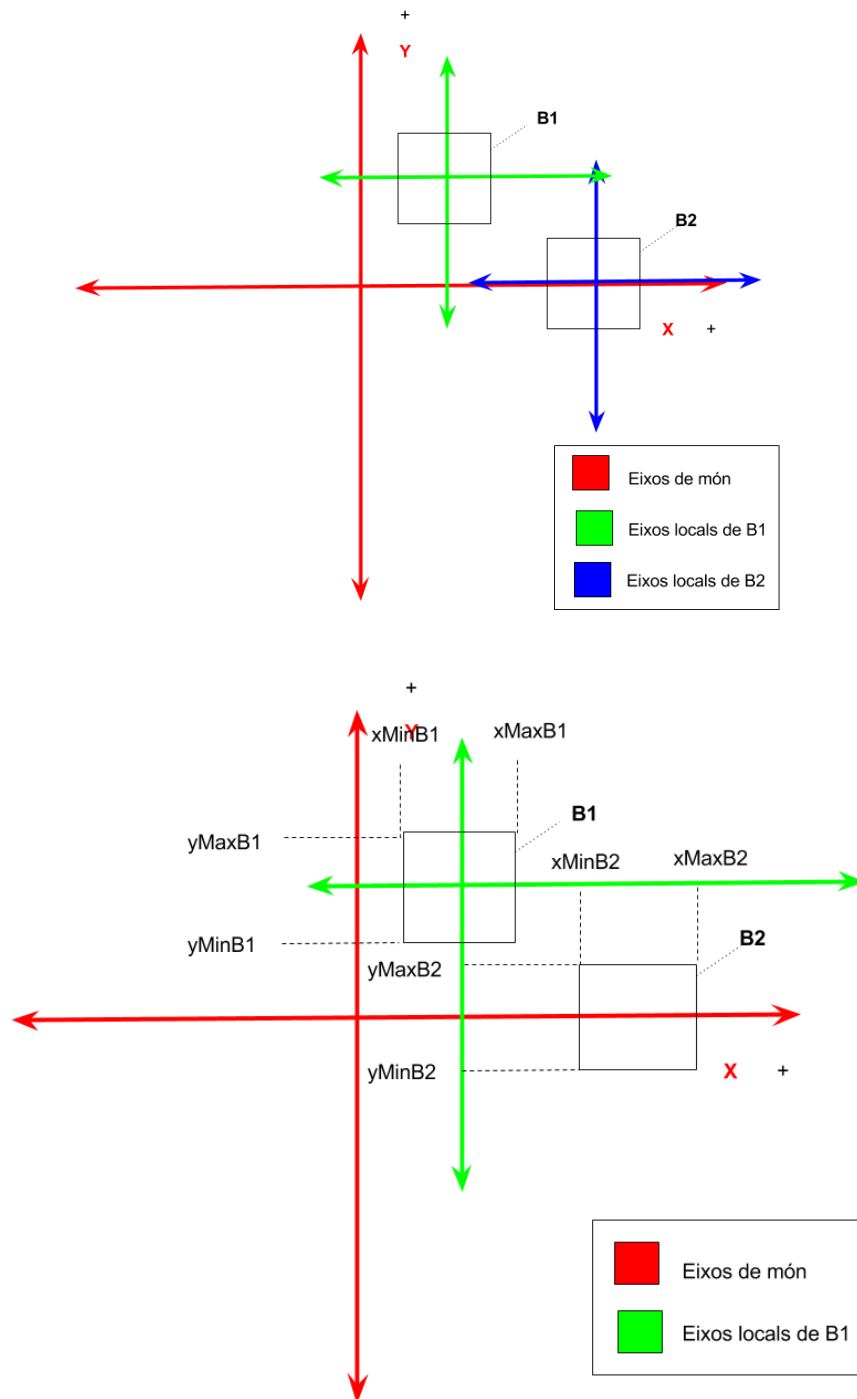 +
Y
B1
B2
X +
Eixos de món
Eixos locals de B1
Eixos locals de B2
+
Y
xMinB1 xMaxB1
B1
yMaxB1
xMinB2 xMaxB2
yMinB1
B2
yMaxB2
yMinB2
X +
Eixos de món
Eixos locals de B1